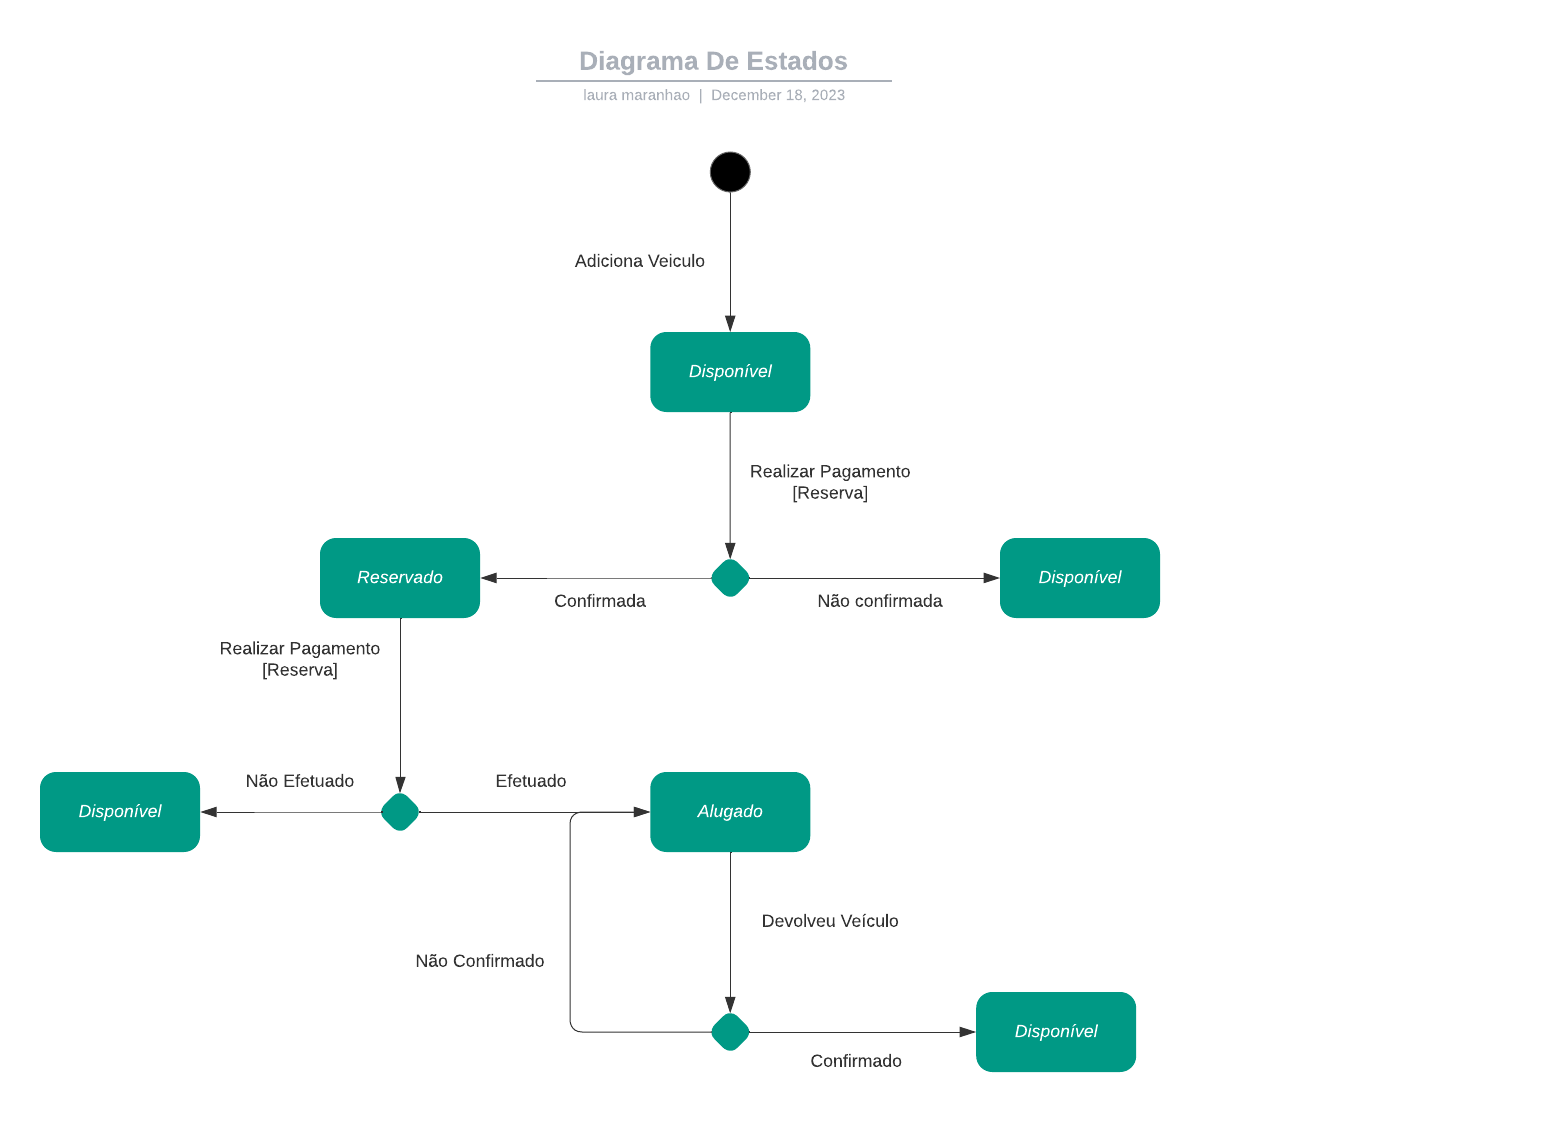 Diagrama De Estados
laura maranhao | December 18, 2023
Adiciona Veiculo
Disponível
Realizar Pagamento
[Reserva]
Reservado
Confirmada
Não confirmada
Disponível
Realizar Pagamento
[Reserva]
Não Efetuado
Efetuado
Disponível
Alugado
Devolveu Veículo
Não Confirmado
Disponível
Confirmado